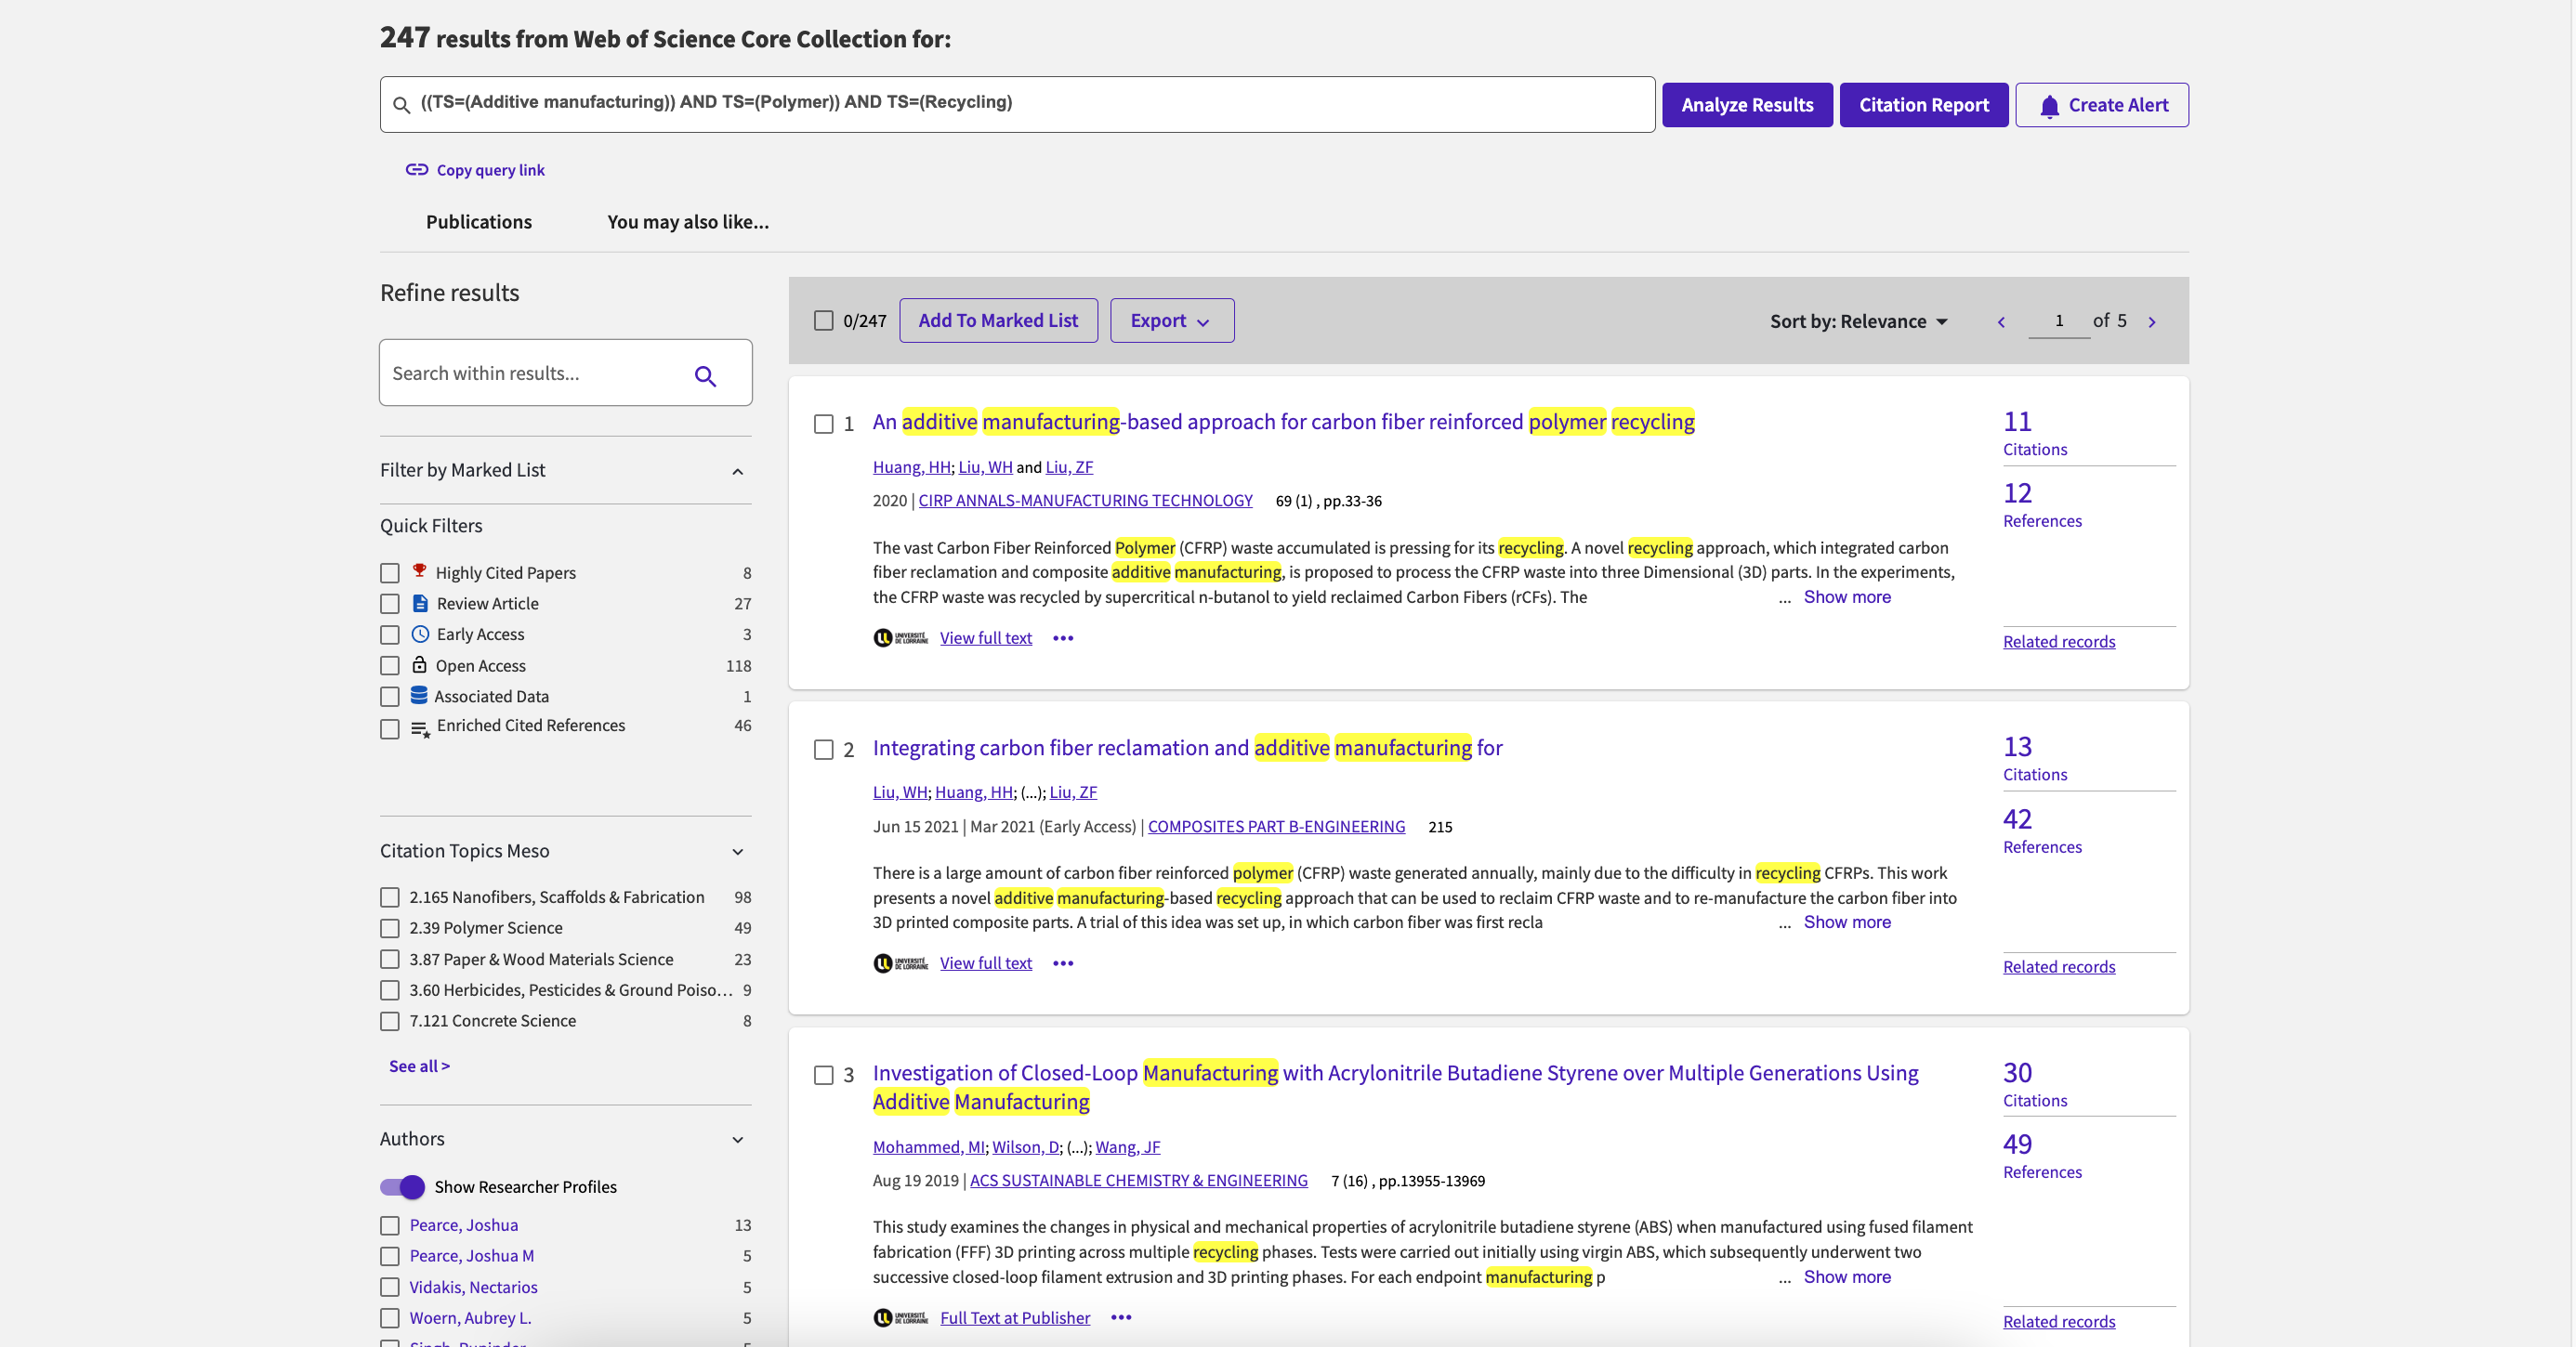 247 results from Web of Science Core Collection for:
((TS=(Additive manufacturing)) AND TS=(Polymer)) AND TS=(Recycling)
Analyze Results
Citation Report
Create Alert
Copy query link
Publications
You may also like...
Refine results
Search within results...
Filter by Marked List
Quick Filters
Highly Cited Papers 8
Review Article 27
Early Access 3
Open Access 118
Associated Data 1
Enriched Cited References 46
Citation Topics Meso
2.165 Nanofibers, Scaffolds & Fabrication 98
2.39 Polymer Science 49
3.87 Paper & Wood Materials Science 23
3.60 Herbicides, Pesticides & Ground Poiso... 9
7.121 Concrete Science 8
See all >
Authors
Show Researcher Profiles
Pearce, Joshua 13
Pearce, Joshua M 5
Vidakis, Nectarios 5
Woern, Aubrey L. 5
0/247
Add To Marked List
Export
Sort by: Relevance
1 of 5
1 An additive manufacturing-based approach for carbon fiber reinforced polymer recycling
Huang, HH; Liu, WH and Liu, ZF
2020 | CIRP ANNALS-MANUFACTURING TECHNOLOGY 69 (1) , pp.33-36
The vast Carbon Fiber Reinforced Polymer (CFRP) waste accumulated is pressing for its recycling. A novel recycling approach, which integrated carbon
fiber reclamation and composite additive manufacturing, is proposed to process the CFRP waste into three Dimensional (3D) parts. In the experiments,
the CFRP waste was recycled by supercritical n-butanol to yield reclaimed Carbon Fibers (rCFs). The ... Show more
UNIVERSITÉ
DE LORRAINE
View full text
11
Citations
12
References
Related records
2 Integrating carbon fiber reclamation and additive manufacturing for
Liu, WH; Huang, HH; (...); Liu, ZF
Jun 15 2021 | Mar 2021 (Early Access) | COMPOSITES PART B-ENGINEERING 215
There is a large amount of carbon fiber reinforced polymer (CFRP) waste generated annually, mainly due to the difficulty in recycling CFRPs. This work
presents a novel additive manufacturing-based recycling approach that can be used to reclaim CFRP waste and to re-manufacture the carbon fiber into
3D printed composite parts. A trial of this idea was set up, in which carbon fiber was first recla ... Show more
UNIVERSITÉ
DE LORRAINE
View full text
13
Citations
42
References
Related records
3 Investigation of Closed-Loop Manufacturing with Acrylonitrile Butadiene Styrene over Multiple Generations Using
Additive Manufacturing
Mohammed, MI; Wilson, D; (...); Wang, JF
Aug 19 2019 | ACS SUSTAINABLE CHEMISTRY & ENGINEERING 7 (16) , pp.13955-13969
This study examines the changes in physical and mechanical properties of acrylonitrile butadiene styrene (ABS) when manufactured using fused filament
fabrication (FFF) 3D printing across multiple recycling phases. Tests were carried out initially using virgin ABS, which subsequently underwent two
successive closed-loop filament extrusion and 3D printing phases. For each endpoint manufacturing p ... Show more
UNIVERSITÉ
DE LORRAINE
Full Text at Publisher
30
Citations
49
References
Related records